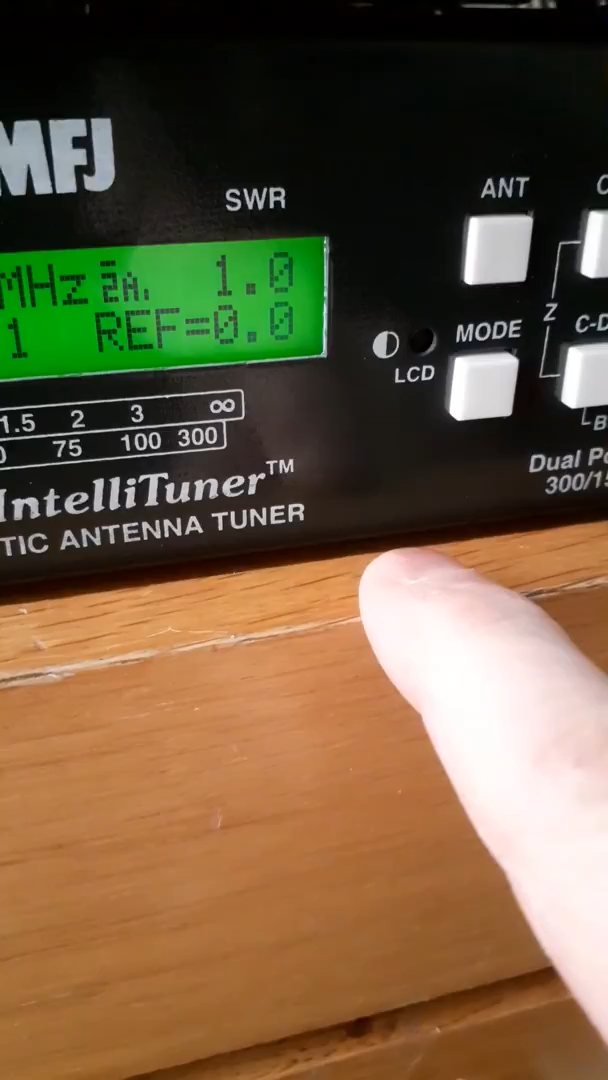 MFJ
SWR
MHz 2A. 1.0
1 REF=0.0
1.5 2 3 ∞
0 75 100 300
IntelliTuner™
TIC ANTENNA TUNER
ANT
MODE
LCD
Z
C-D
B
Dual Po
300/15